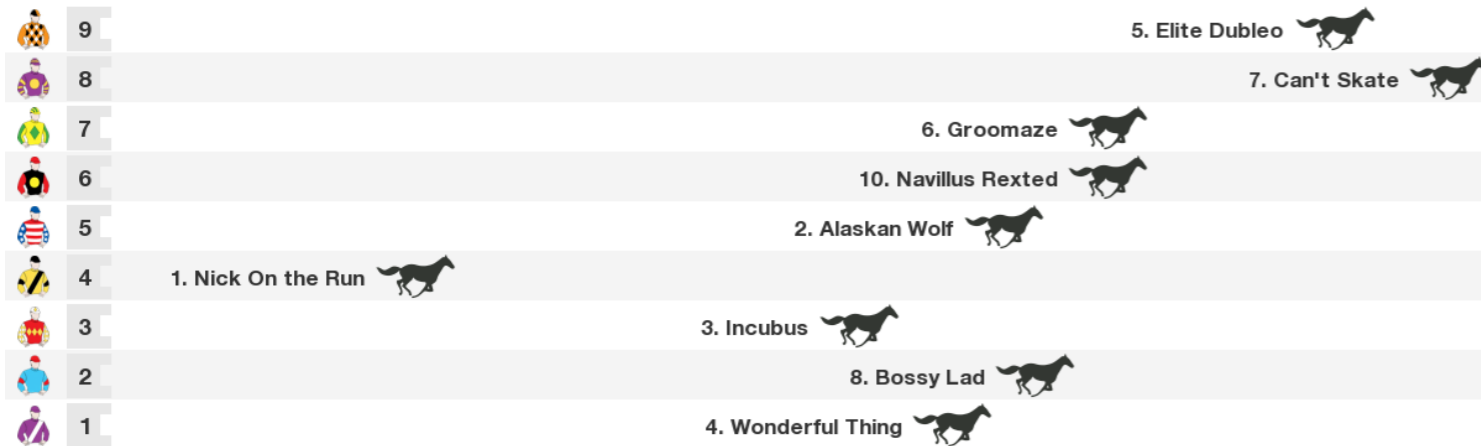 9 5. Elite Dubleo
8 7. Can't Skate
7 6. Groomaze
6 10. Navillus Rexted
5 2. Alaskan Wolf
4 1. Nick On the Run
3 3. Incubus
2 8. Bossy Lad
1 4. Wonderful Thing